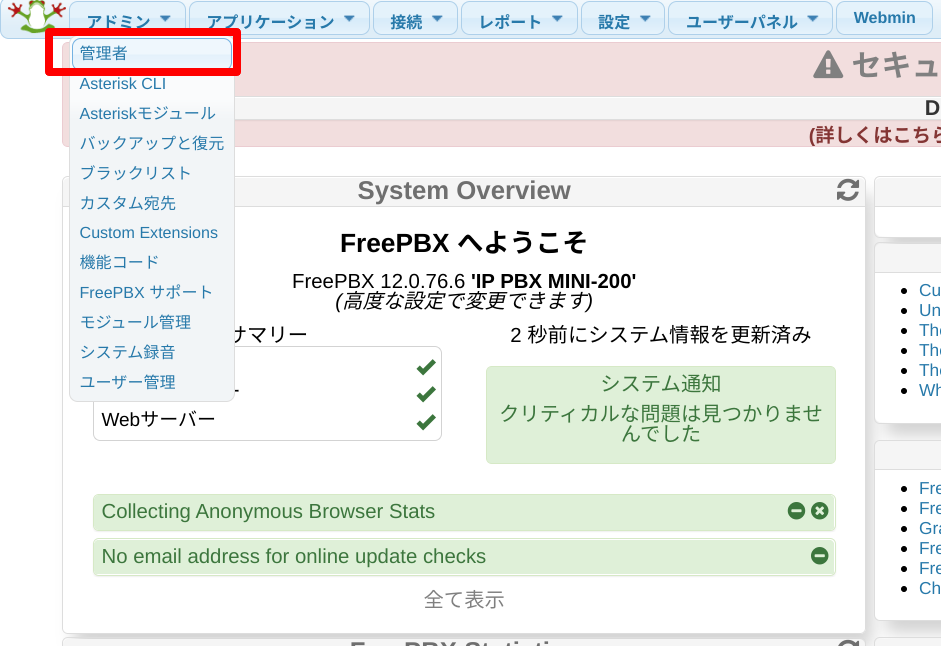 アドミン アプリケーション 接続 レポート 設定 ユーザーパネル Webmin
管理者
Asterisk CLI
Asteriskモジュール
バックアップと復元
ブラックリスト
カスタム宛先
Custom Extensions
機能コード
FreePBX サポート
モジュール管理
システム録音
ユーザー管理
セキュ
D
(詳しくはこちら
System Overview
FreePBX へようこそ
FreePBX 12.0.76.6 'IP PBX MINI-200'
(高度な設定で変更できます)
サマリー
Webサーバー
2 秒前にシステム情報を更新済み
システム通知
クリティカルな問題は見つかりませ
んでした
Collecting Anonymous Browser Stats
No email address for online update checks
全て表示
Cu
Un
The
The
The
Wh
Fre
Fre
Gra
Fre
Fre
Ch